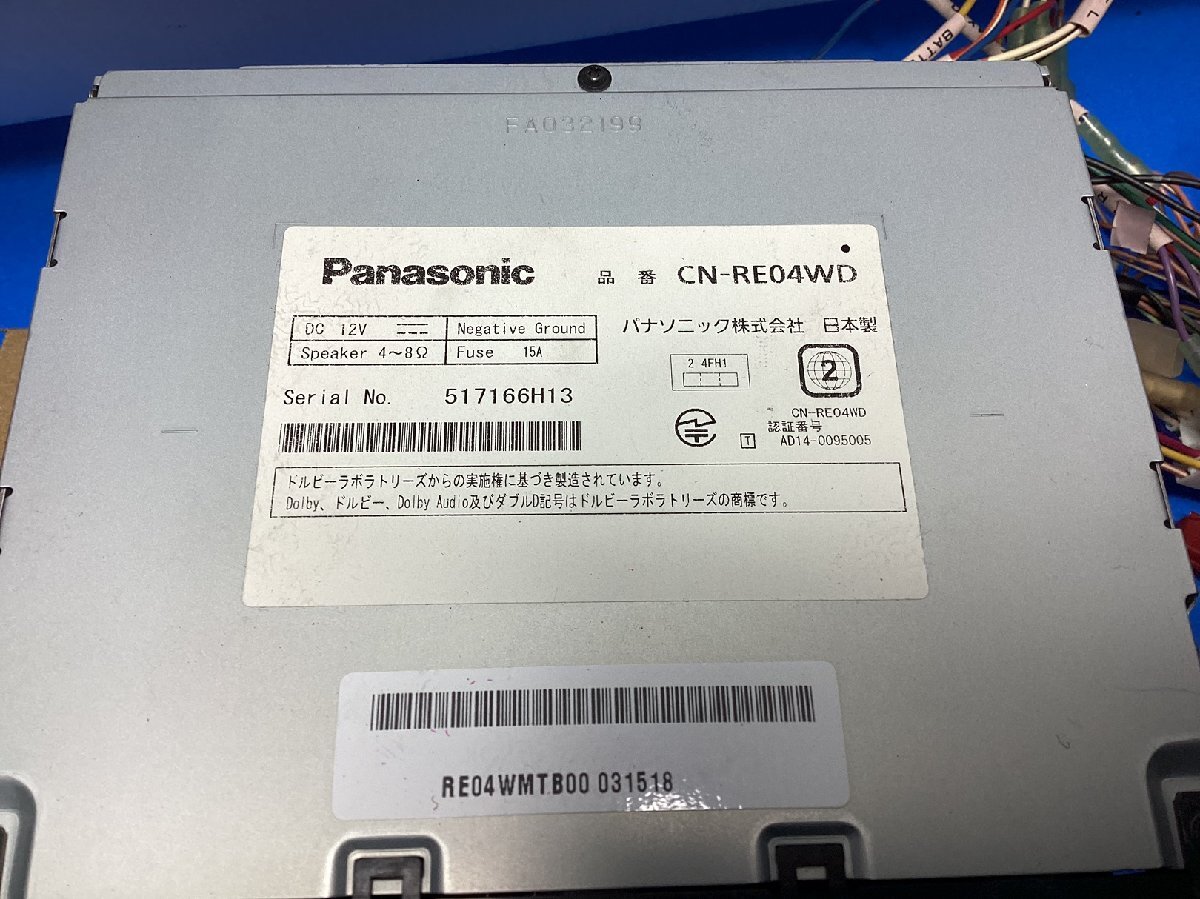 BATT
L
FA032199
Panasonic 品番 CN-RE04WD
DC 12V Negative Ground
Speaker 4～8Ω Fuse 15A
パナソニック株式会社 日本製
2.4FH1
2
Serial No. 517166H13
CN-RE04WD
認証番号
T AD14-0095005
ドルビーラボラトリーズからの実施権に基づき製造されています。
Dolby、ドルビー、Dolby Audio及びダブルD記号はドルビーラボラトリーズの商標です。
RE04WMTB00 031518